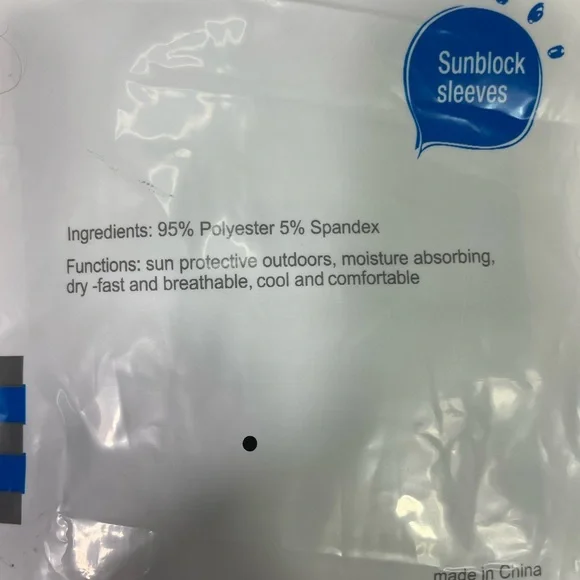 Sunblock
sleeves
Ingredients: 95% Polyester 5% Spandex
Functions: sun protective outdoors, moisture absorbing,
dry -fast and breathable, cool and comfortable
made in China